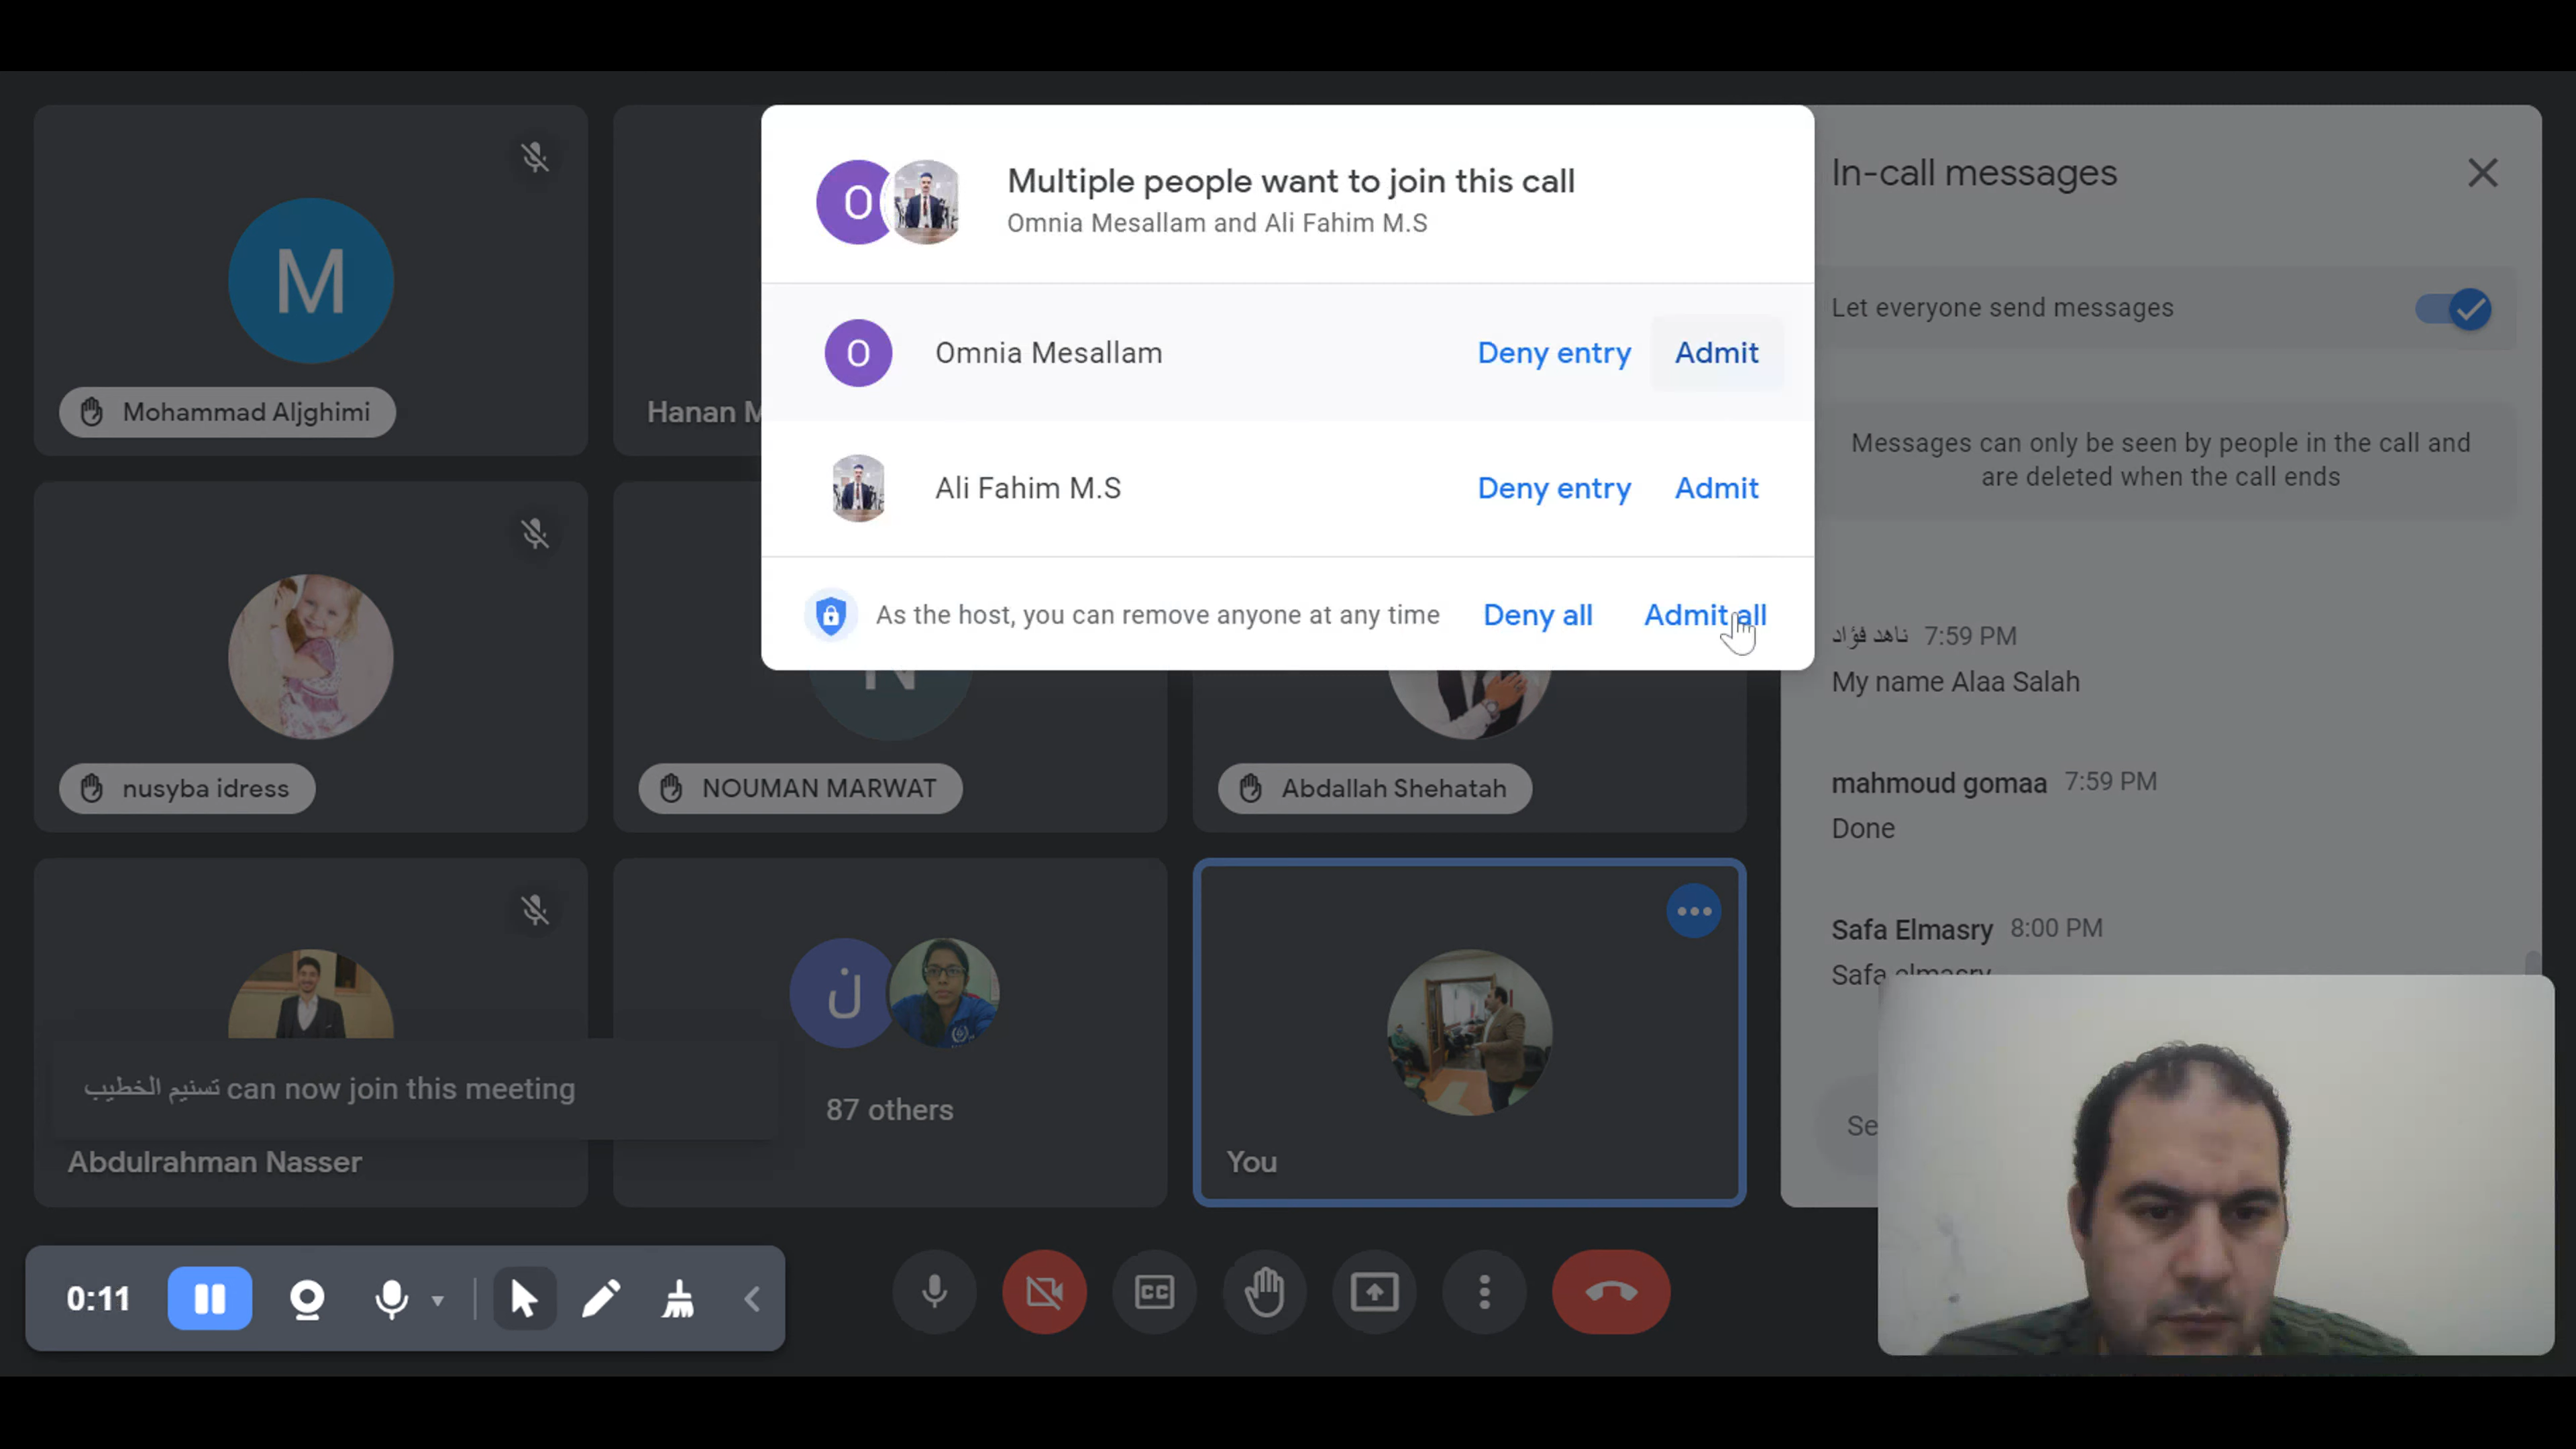 M
Mohammad Aljghimi
Hanan M
O
Multiple people want to join this call
Omnia Mesallam and Ali Fahim M.S
O
Omnia Mesallam
Deny entry
Admit
Ali Fahim M.S
Deny entry
Admit
As the host, you can remove anyone at any time
Deny all
Admit all
nusyba idress
NOUMAN MARWAT
Abdallah Shehatah
ن
87 others
تسنيم الخطيب can now join this meeting
Abdulrahman Nasser
You
In-call messages
Let everyone send messages
Messages can only be seen by people in the call and
are deleted when the call ends
ناهد فؤاد 7:59 PM
My name Alaa Salah
mahmoud gomaa 7:59 PM
Done
Safa Elmasry 8:00 PM
Safa elmasry
Se
0:11
CC